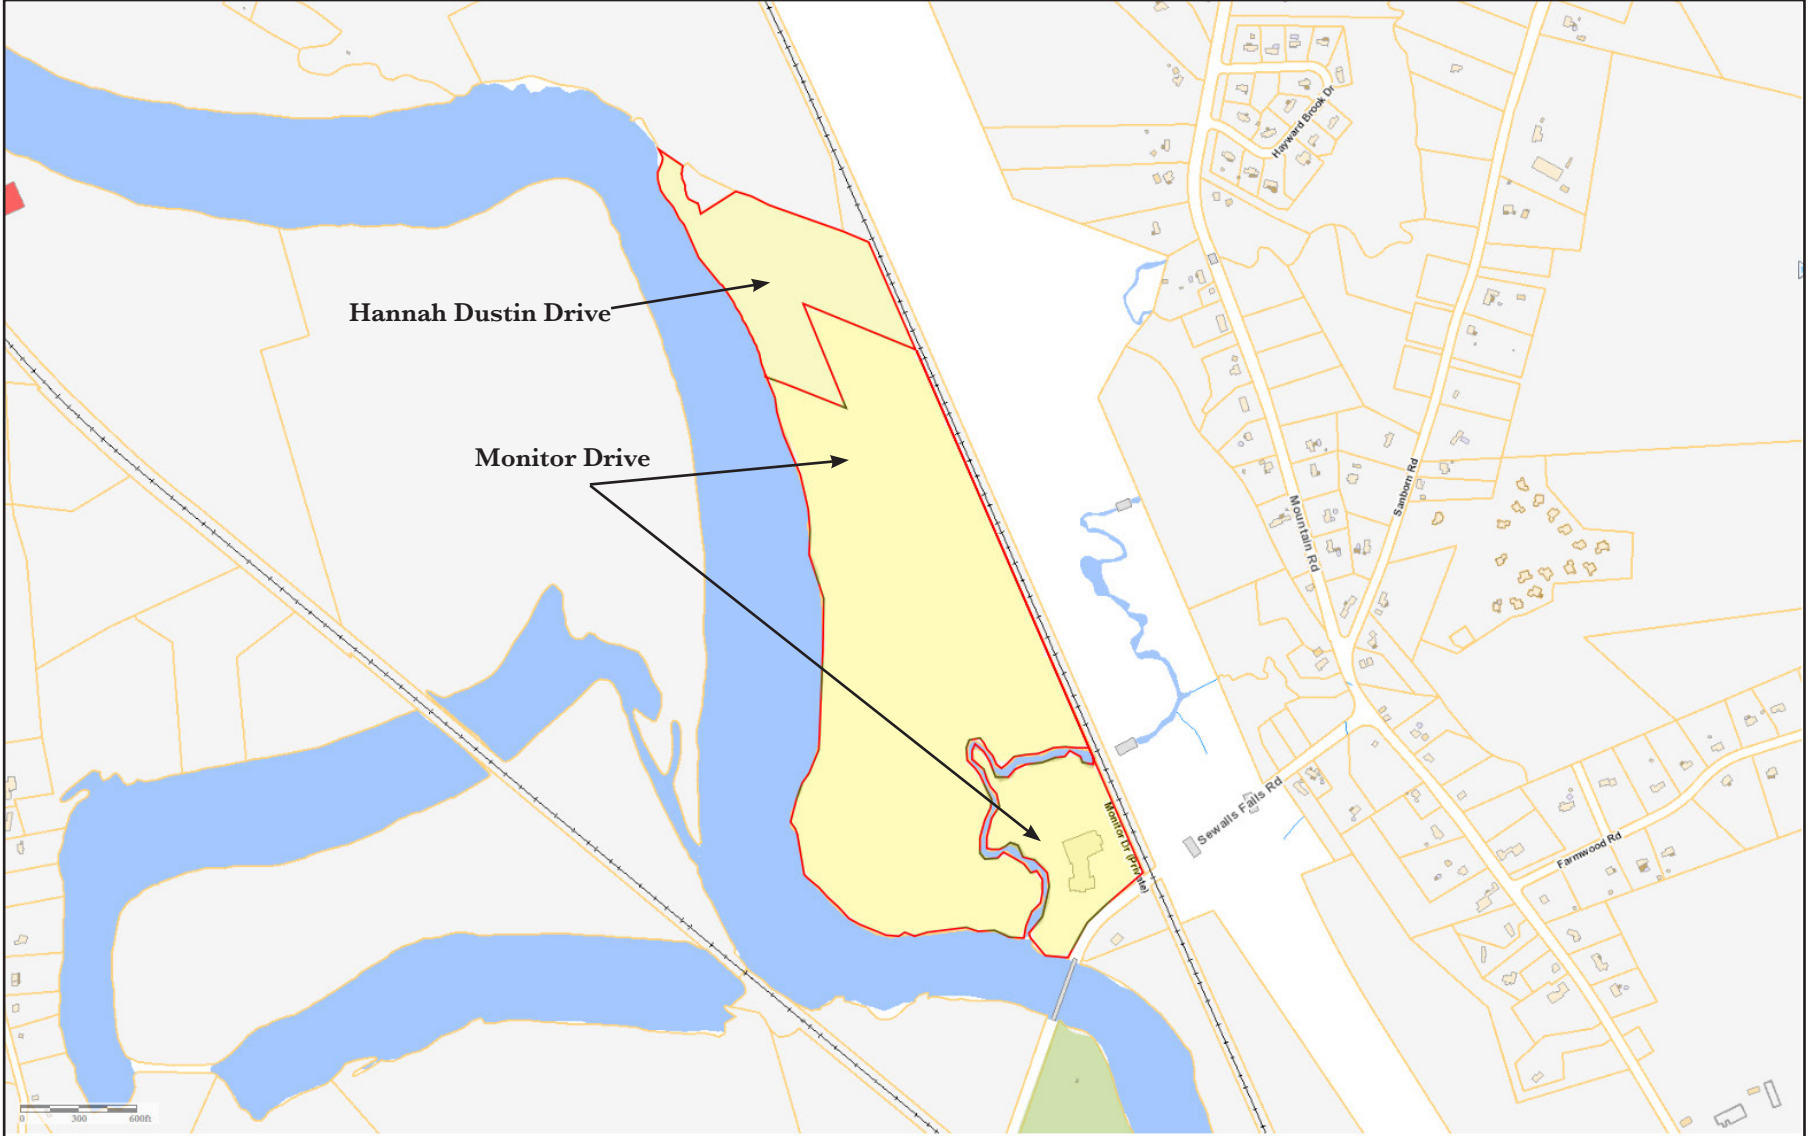 Hayward Brook Dr
Hannah Dustin Drive
Monitor Drive
Mountain Rd
Sanborn Rd
Monitor Dr (Private)
Sewalls Falls Rd
Farmwood Rd
0 300 600ft